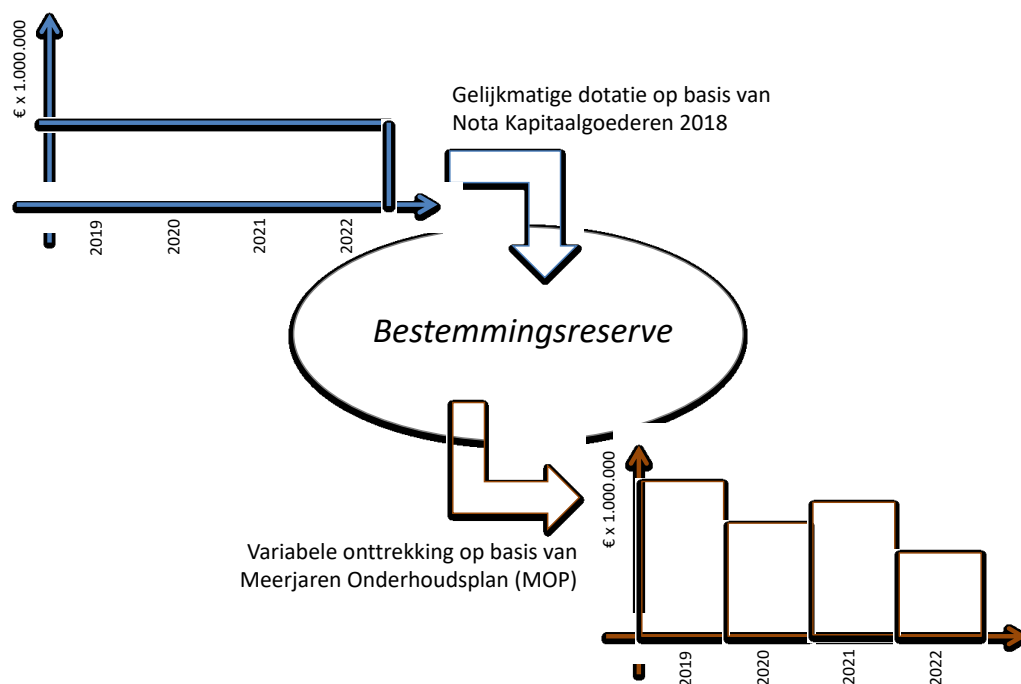 € x 1.000.000
2019
2020
2021
2022
Gelijkmatige dotatie op basis van
Nota Kapitaalgoederen 2018
Bestemmingsreserve
Variabele onttrekking op basis van
Meerjaren Onderhoudsplan (MOP)
€ x 1.000.000
2019
2020
2021
2022